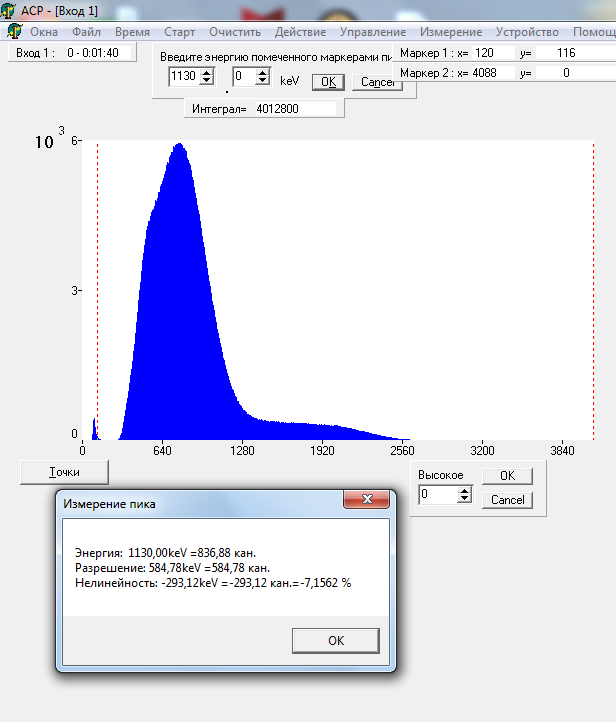 ACP - [Вход 1]
Окна Файл Время Старт Очистить Действие Управление Измерение Устройство Помощь
Вход 1 : 0 - 0:01:40
Введите энергию помеченного маркерами пи
1130 . 0 keV OK Cancel
Маркер 1 : x= 120 y= 116
Маркер 2 : x= 4088 y= 0
Интеграл= 4012800
10 3
6
3
0
0 640 1280 1920 2560 3200 3840
Точки
Высокое
0
OK
Cancel
Измерение пика
Энергия: 1130,00keV =836,88 кан.
Разрешение: 584,78keV =584,78 кан.
Нелинейность: -293,12keV =-293,12 кан.=-7,1562 %
OK